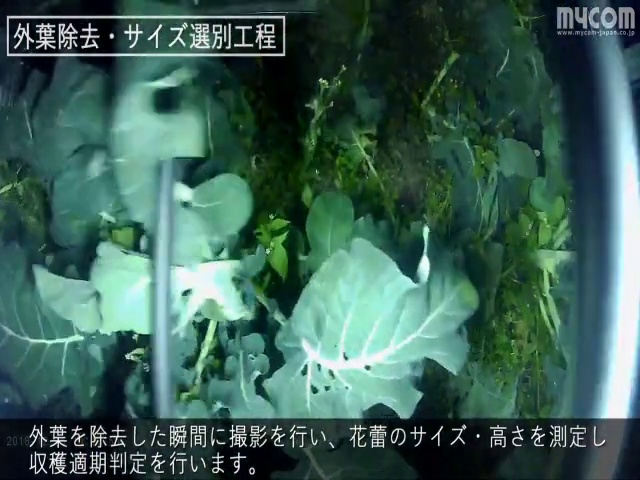 外葉除去・サイズ選別工程
mycom
www.mycom-japan.co.jp
外葉を除去した瞬間に撮影を行い、花蕾のサイズ・高さを測定し
収穫適期判定を行います。